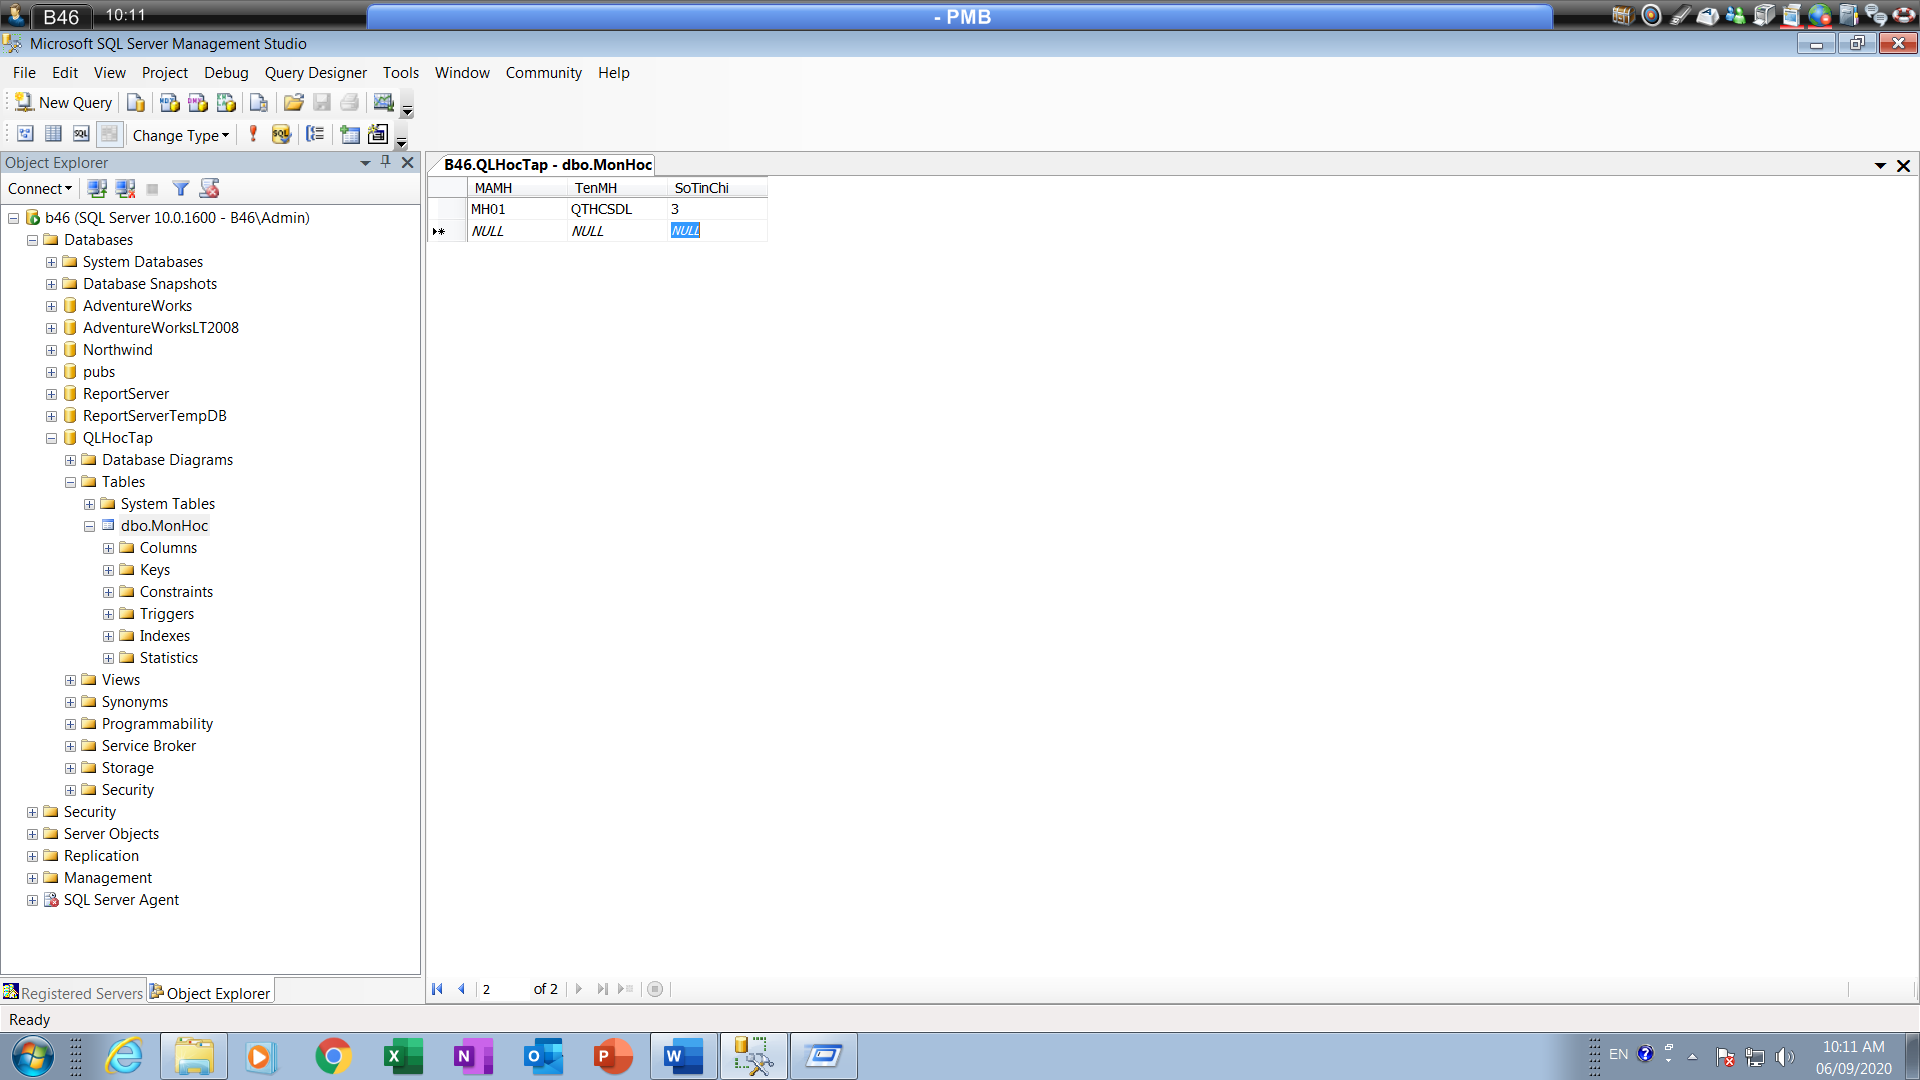 B46 10:11 - PMB
Microsoft SQL Server Management Studio
File Edit View Project Debug Query Designer Tools Window Community Help
New Query
SQL Change Type
Object Explorer
Connect
b46 (SQL Server 10.0.1600 - B46\Admin)
Databases
System Databases
Database Snapshots
AdventureWorks
AdventureWorksLT2008
Northwind
pubs
ReportServer
ReportServerTempDB
QLHocTap
Database Diagrams
Tables
System Tables
dbo.MonHoc
Columns
Keys
Constraints
Triggers
Indexes
Statistics
Views
Synonyms
Programmability
Service Broker
Storage
Security
Security
Server Objects
Replication
Management
SQL Server Agent
Registered Servers Object Explorer
B46.QLHocTap - dbo.MonHoc
MAMH TenMH SoTinChi
MH01 QTHCSDL 3
NULL NULL NULL
2 of 2
Ready
EN
10:11 AM
06/09/2020